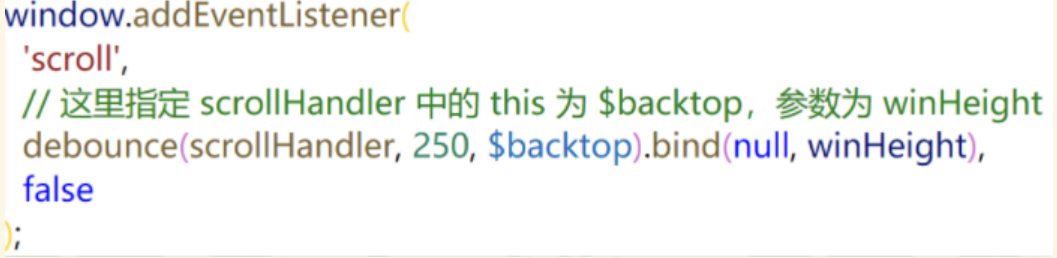 window.addEventListener(
'scroll',
// 这里指定 scrollHandler 中的 this 为 $backtop，参数为 winHeight
debounce(scrollHandler, 250, $backtop).bind(null, winHeight),
false
);